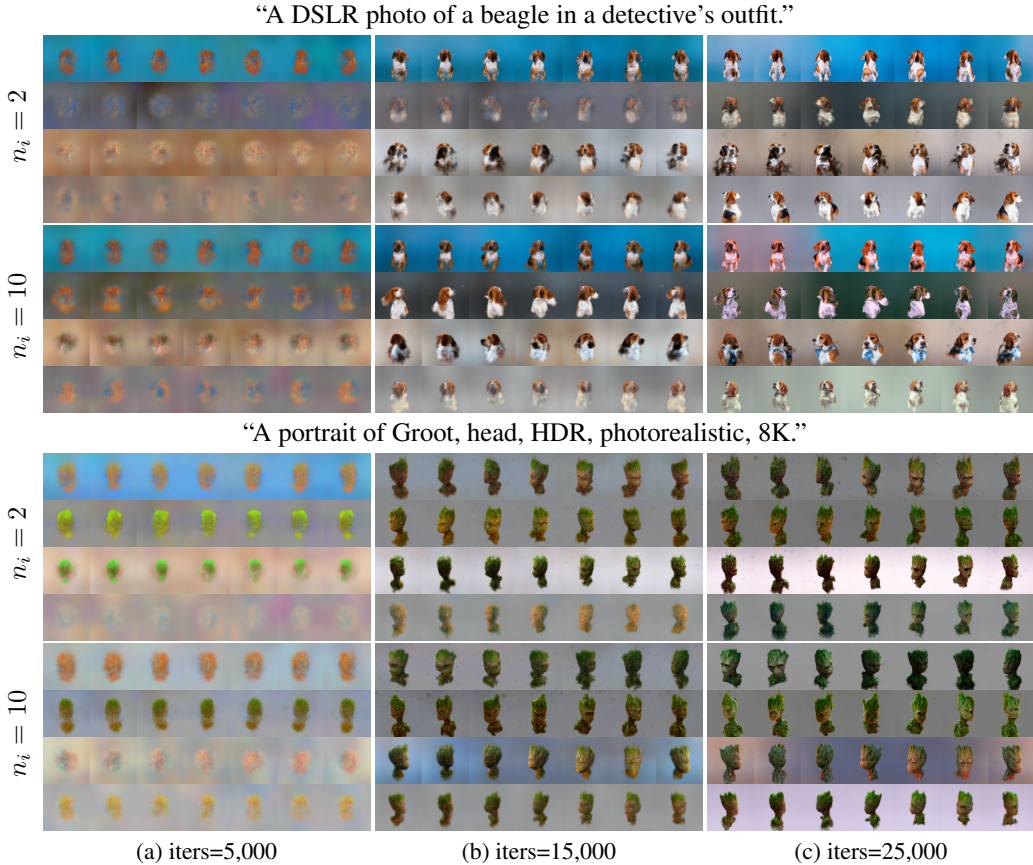 “A DSLR photo of a beagle in a detective’s outfit.”
n_i = 2
n_i = 10
“A portrait of Groot, head, HDR, photorealistic, 8K.”
n_i = 2
n_i = 10
(a) iters=5,000
(b) iters=15,000
(c) iters=25,000